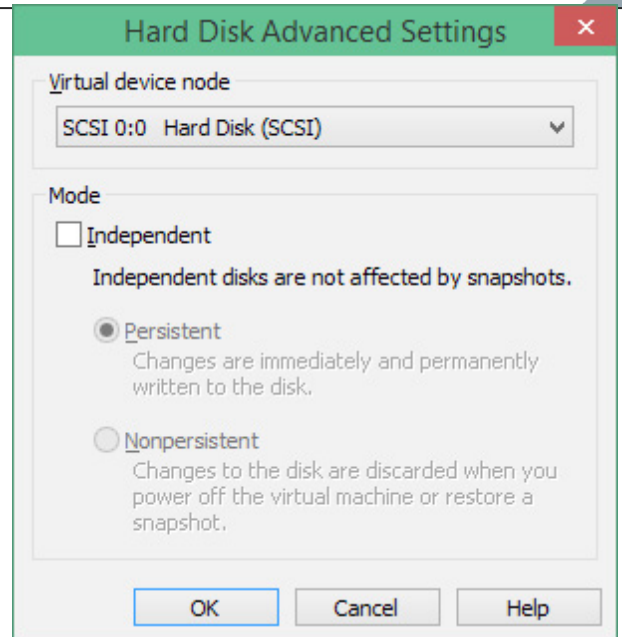 Hard Disk Advanced Settings
Virtual device node
SCSI 0:0 Hard Disk (SCSI)
Mode
Independent
Independent disks are not affected by snapshots.
Persistent
Changes are immediately and permanently
written to the disk.
Nonpersistent
Changes to the disk are discarded when you
power off the virtual machine or restore a
snapshot.
OK Cancel Help